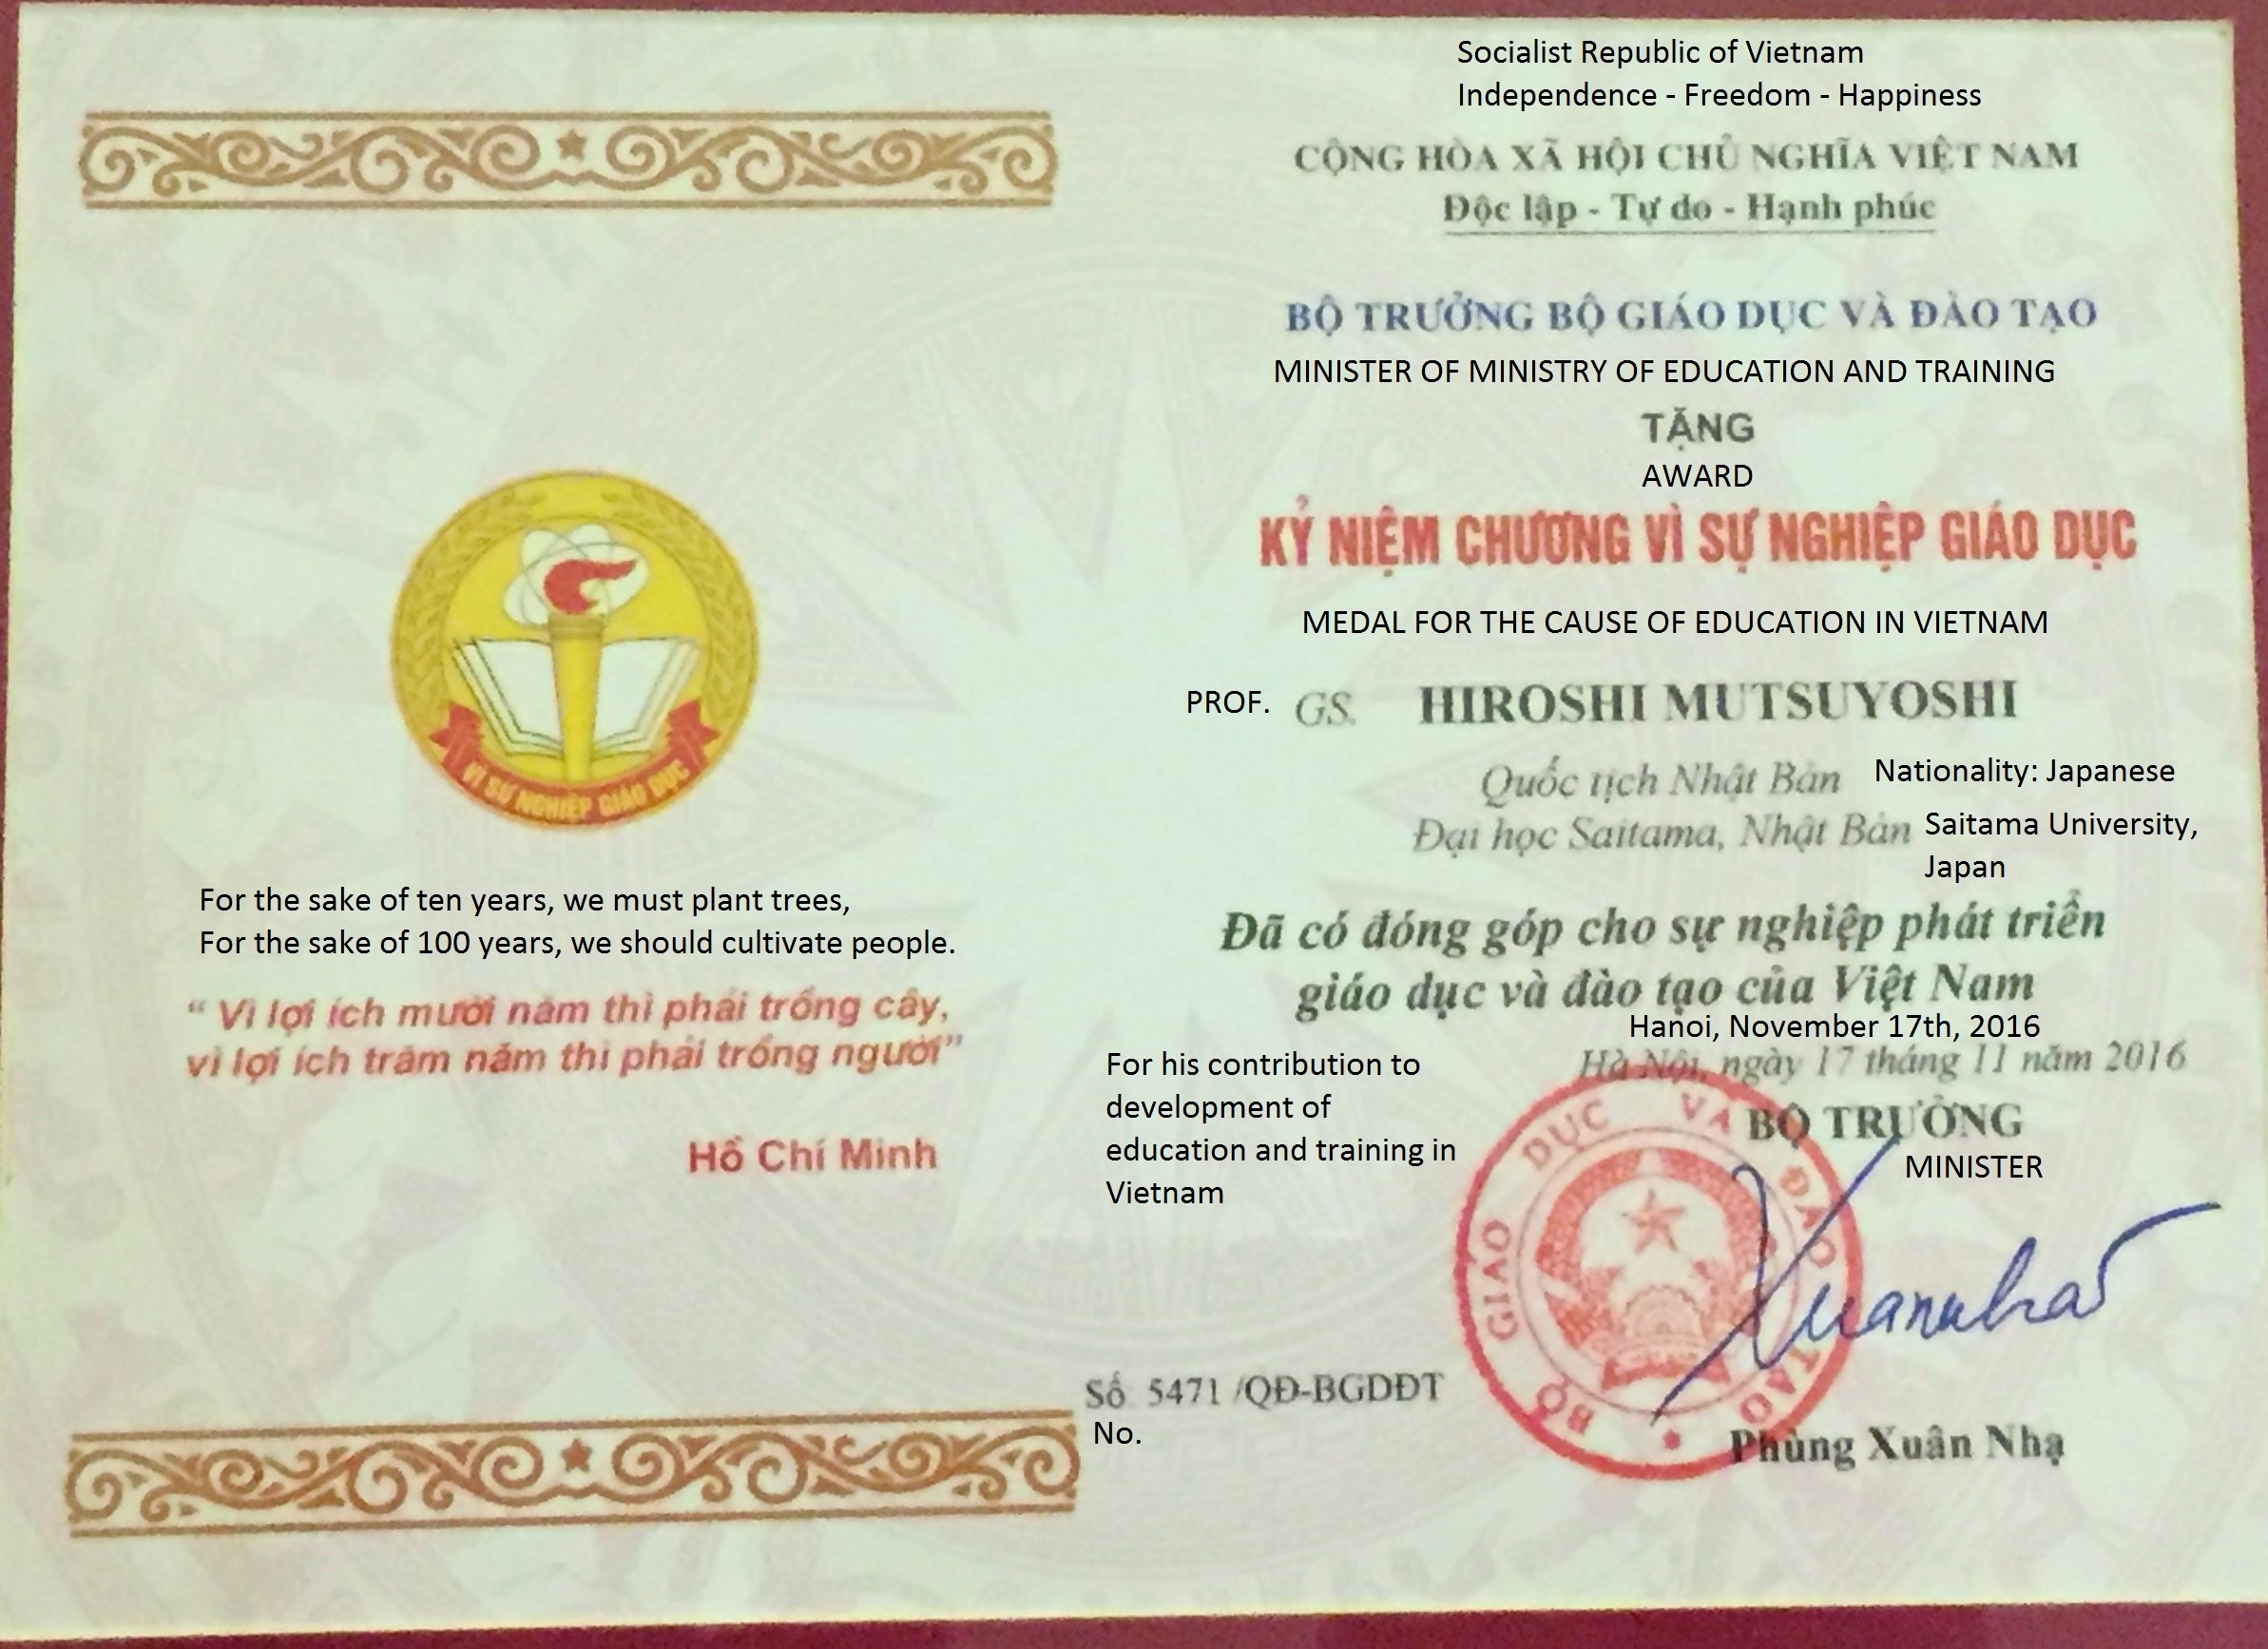 VÌ SỰ NGHIỆP GIÁO DỤC
For the sake of ten years, we must plant trees,
For the sake of 100 years, we should cultivate people.
“ Vì lợi ích mười năm thì phải trồng cây,
vì lợi ích trăm năm thì phải trồng người”
Hồ Chí Minh
Socialist Republic of Vietnam
Independence - Freedom - Happiness
CỘNG HÒA XÃ HỘI CHỦ NGHĨA VIỆT NAM
Độc lập - Tự do - Hạnh phúc
BỘ TRƯỞNG BỘ GIÁO DỤC VÀ ĐÀO TẠO
MINISTER OF MINISTRY OF EDUCATION AND TRAINING
TẶNG
AWARD
KỶ NIỆM CHƯƠNG VÌ SỰ NGHIỆP GIÁO DỤC
MEDAL FOR THE CAUSE OF EDUCATION IN VIETNAM
PROF. GS. HIROSHI MUTSUYOSHI
Quốc tịch Nhật Bản Nationality: Japanese
Đại học Saitama, Nhật Bản Saitama University,
Japan
Đã có đóng góp cho sự nghiệp phát triển
giáo dục và đào tạo của Việt Nam
Hanoi, November 17th, 2016
Hà Nội, ngày 17 tháng 11 năm 2016
For his contribution to
development of
education and training in
Vietnam
BỘ TRƯỞNG
MINISTER
BỘ GIÁO DỤC VÀ ĐÀO TẠO
Xuannha
Số 5471 /QĐ-BGDĐT
No.
Phùng Xuân Nhạ